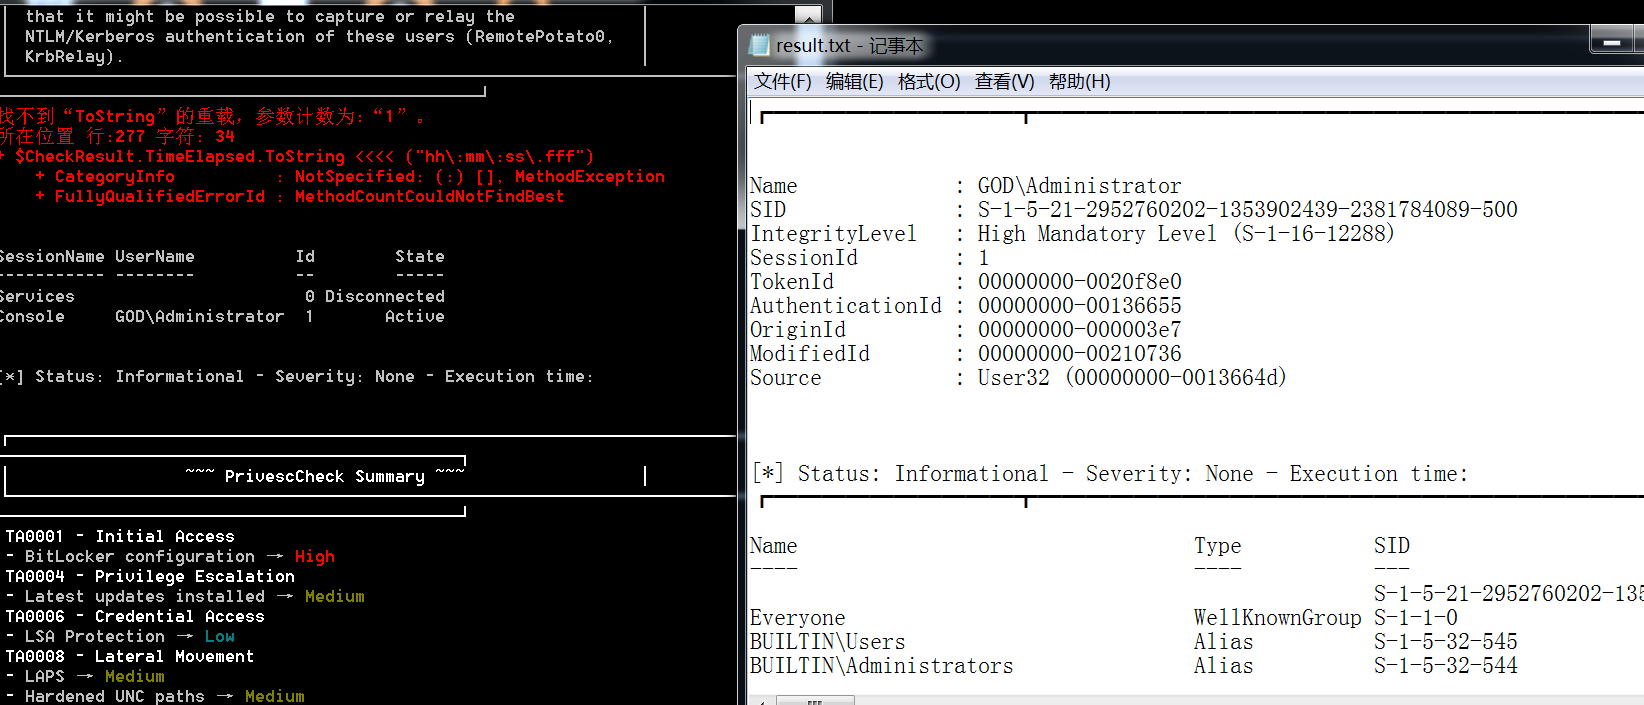 that it might be possible to capture or relay the
NTLM/Kerberos authentication of these users (RemotePotato0,
KrbRelay).
找不到“ToString”的重载，参数计数为:“1”。
所在位置 行:277 字符: 34
+ $CheckResult.TimeElapsed.ToString <<<< ("hh\:mm\:ss\.fff")
+ CategoryInfo : NotSpecified: (:) [], MethodException
+ FullyQualifiedErrorId : MethodCountCouldNotFindBest
SessionName UserName Id State
----------- -------- -- -----
Services 0 Disconnected
Console GOD\Administrator 1 Active
[*] Status: Informational - Severity: None - Execution time:
~~~ PrivescCheck Summary ~~~
TA0001 - Initial Access
- BitLocker configuration → High
TA0004 - Privilege Escalation
- Latest updates installed → Medium
TA0006 - Credential Access
- LSA Protection → Low
TA0008 - Lateral Movement
- LAPS → Medium
- Hardened UNC paths → Medium
result.txt - 记事本
文件(F) 编辑(E) 格式(O) 查看(V) 帮助(H)
Name : GOD\Administrator
SID : S-1-5-21-2952760202-1353902439-2381784089-500
IntegrityLevel : High Mandatory Level (S-1-16-12288)
SessionId : 1
TokenId : 00000000-0020f8e0
AuthenticationId : 00000000-00136655
OriginId : 00000000-000003e7
ModifiedId : 00000000-00210736
Source : User32 (00000000-0013664d)
[*] Status: Informational - Severity: None - Execution time:
Name Type SID
---- ---- ---
S-1-5-21-2952760202-135
Everyone WellKnownGroup S-1-1-0
BUILTIN\Users Alias S-1-5-32-545
BUILTIN\Administrators Alias S-1-5-32-544